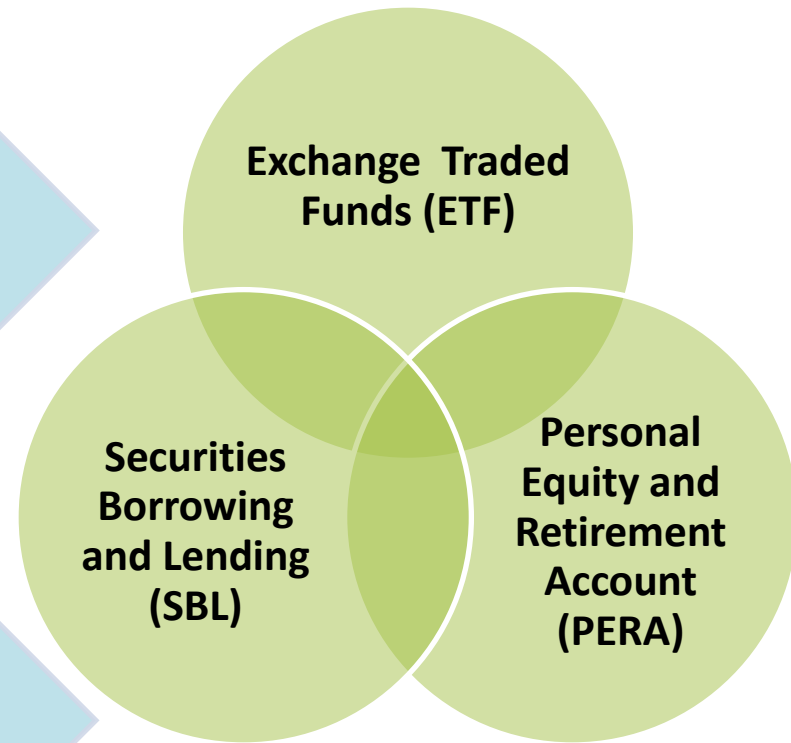 Exchange Traded
Funds (ETF)
Securities
Borrowing
and Lending
(SBL)
Personal
Equity and
Retirement
Account
(PERA)